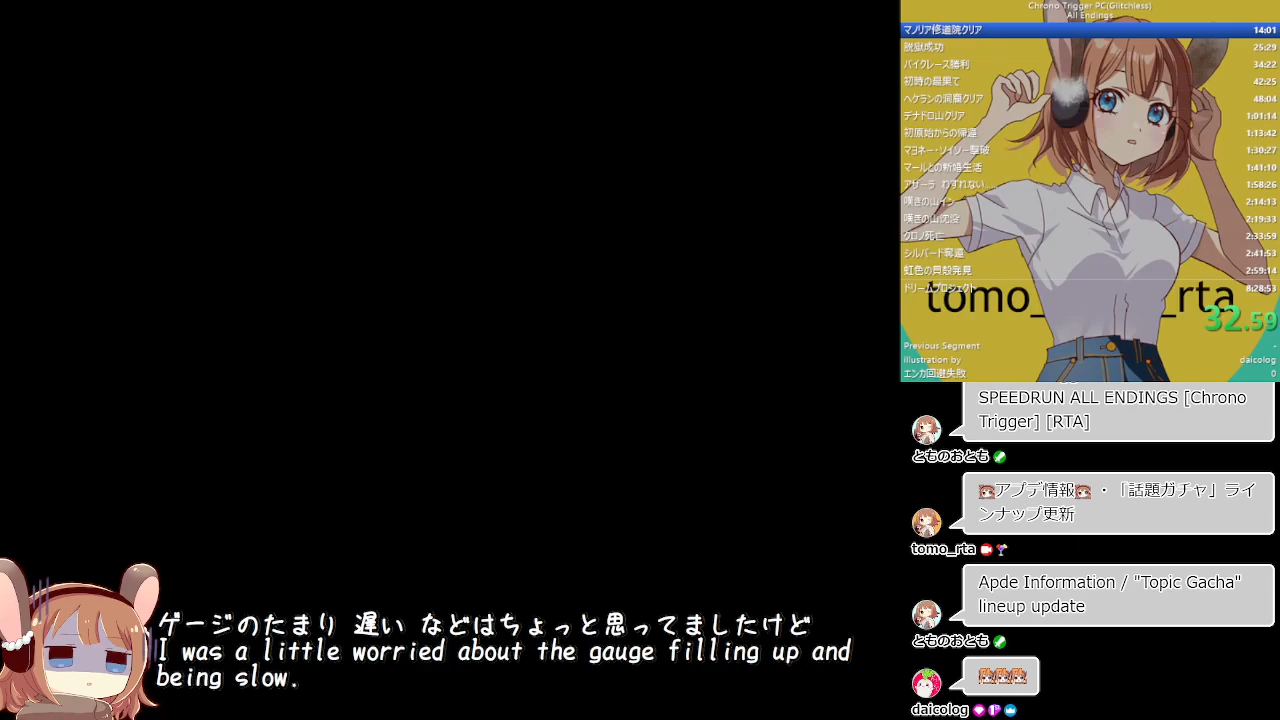 Chrono Trigger PC(Glitchless)
All Endings
マノリア修道院クリア 14:01
脱獄成功 25:29
バイクレース勝利 34:22
初時の最果て 42:25
ヘケランの洞窟クリア 48:04
デナドロ山クリア 1:01:14
初原始からの帰還 1:13:42
マヨネー・ソイソー撃破 1:30:27
マールとの新婚生活 1:41:10
アザーラ わすれない... 1:58:26
嘆きの山イン 2:14:13
嘆きの山沈没 2:19:33
クロノ死亡 2:33:59
シルバード奪還 2:41:53
虹色の貝殻発見 2:59:14
ドリームプロジェクト 8:28:53
tomo_rta
32.59
Previous Segment -
illustration by daicolog
エンカ回避失敗 0
SPEEDRUN ALL ENDINGS [Chrono
Trigger] [RTA]
とものおとも
アプデ情報 ・「話題ガチャ」ライ
ンナップ更新
tomo_rta
Apde Information / "Topic Gacha"
lineup update
とものおとも
daicolog
ゲージのたまり 遅い などはちょっと思ってましたけど
I was a little worried about the gauge filling up and
being slow.